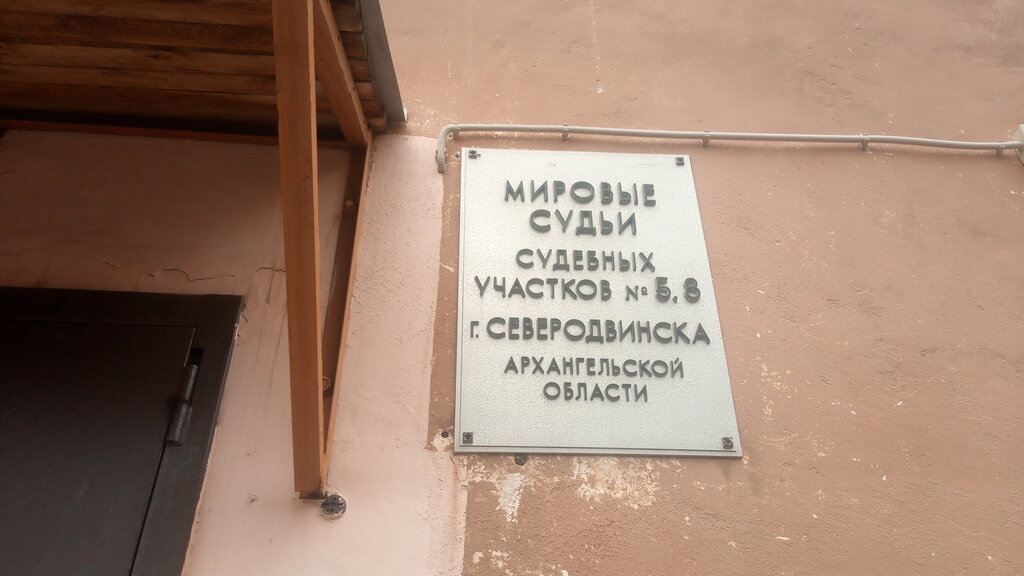 МИРОВЫЕ
СУДЬИ
СУДЕБНЫХ
УЧАСТКОВ № 5, 8
г. СЕВЕРОДВИНСКА
АРХАНГЕЛЬСКОЙ
ОБЛАСТИ